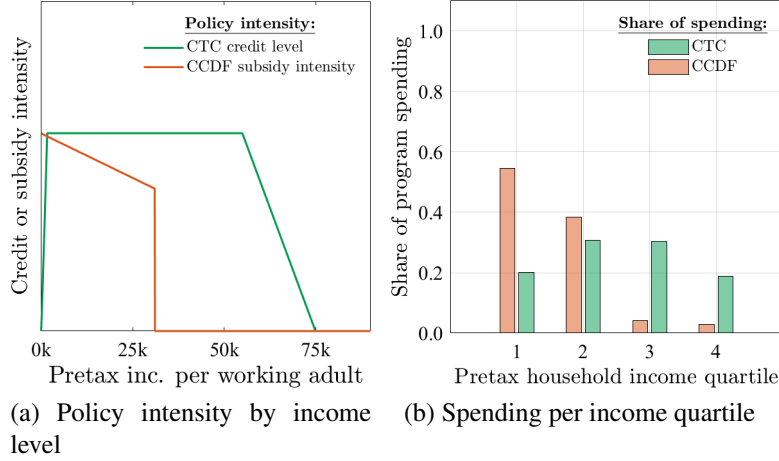 Policy intensity:
CTC credit level
CCDF subsidy intensity
Credit or subsidy intensity
0k 25k 50k 75k
Pretax inc. per working adult
(a) Policy intensity by income
level
Share of spending:
CTC
CCDF
Share of program spending
1.0
0.8
0.6
0.4
0.2
0.0
1 2 3 4
Pretax household income quartile
(b) Spending per income quartile